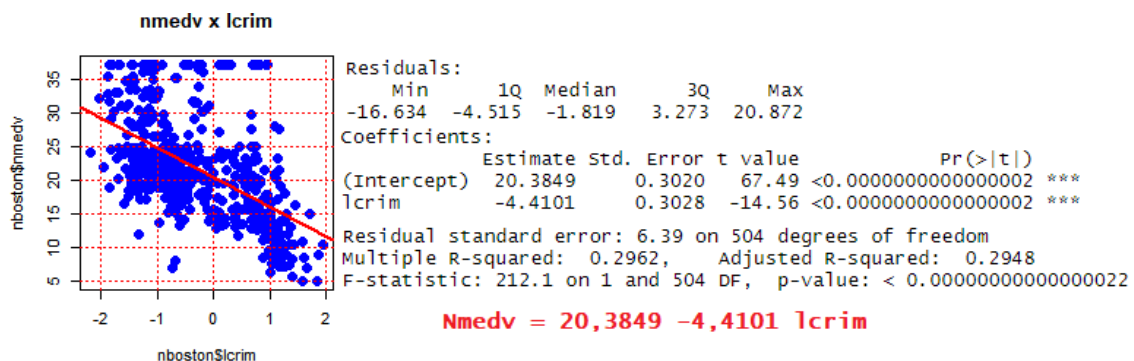 nmedv x lcrim
nboston$nmedv
35
30
25
20
15
10
5
-2 -1 0 1 2
nboston$lcrim
Residuals:
Min 1Q Median 3Q Max
-16.634 -4.515 -1.819 3.273 20.872
Coefficients:
Estimate Std. Error t value Pr(>|t|)
(Intercept) 20.3849 0.3020 67.49 <0.0000000000000002 ***
lcrim -4.4101 0.3028 -14.56 <0.0000000000000002 ***
Residual standard error: 6.39 on 504 degrees of freedom
Multiple R-squared: 0.2962, Adjusted R-squared: 0.2948
F-statistic: 212.1 on 1 and 504 DF, p-value: < 0.00000000000000022
Nmedv = 20,3849 -4,4101 lcrim